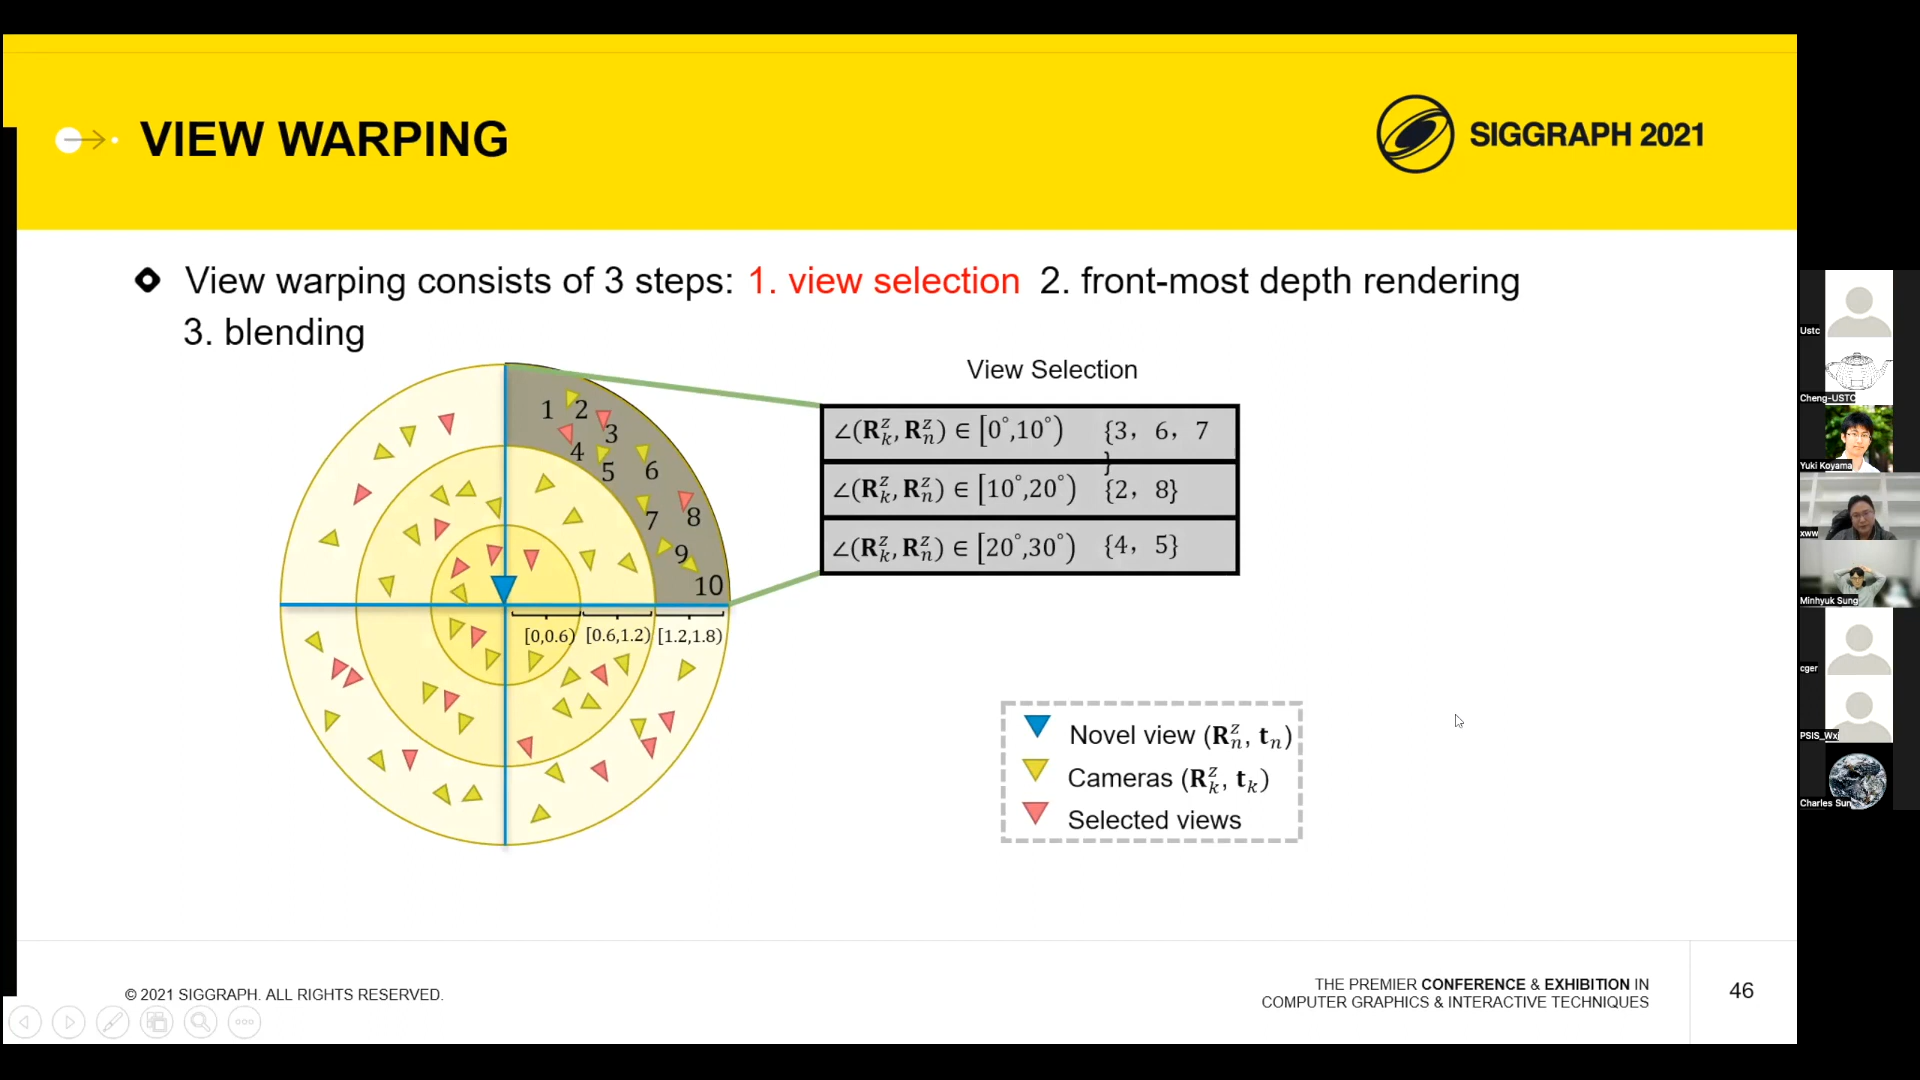 VIEW WARPING
SIGGRAPH 2021
View warping consists of 3 steps: 1. view selection 2. front-most depth rendering
3. blending
View Selection
1
2
3
4
5
6
7
8
9
10
∠(R_k^z, R_n^z) ∈ [0°,10°) {3, 6, 7
}
∠(R_k^z, R_n^z) ∈ [10°,20°) {2, 8}
∠(R_k^z, R_n^z) ∈ [20°,30°) {4, 5}
[0,0.6) [0.6,1.2) [1.2,1.8)
Novel view (R_n^z, t_n)
Cameras (R_k^z, t_k)
Selected views
© 2021 SIGGRAPH. ALL RIGHTS RESERVED.
THE PREMIER CONFERENCE & EXHIBITION IN
COMPUTER GRAPHICS & INTERACTIVE TECHNIQUES
46
Ustc
Cheng-USTC
Yuki Koyama
xww
Minhyuk Sung
cger
PSIS_Wxj
Charles Sun